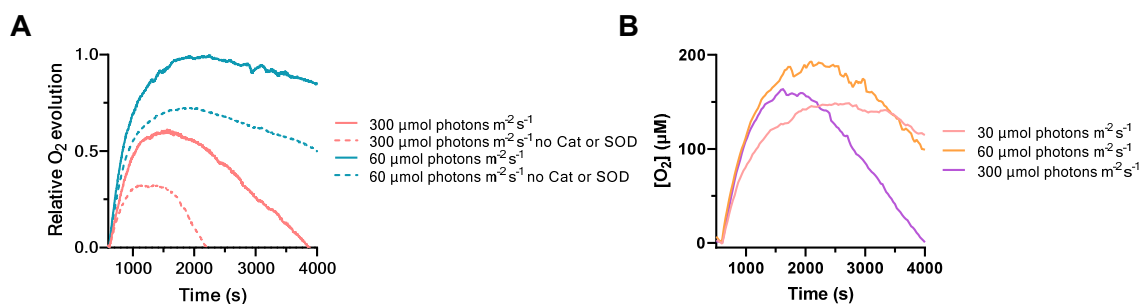 A
Relative O2 evolution
1.0
0.5
0.0
1000 2000 3000 4000
Time (s)
300 µmol photons m-2 s-1
300 µmol photons m-2 s-1 no Cat or SOD
60 µmol photons m-2 s-1
60 µmol photons m-2 s-1 no Cat or SOD
B
[O2] (µM)
200
100
0
1000 2000 3000 4000
Time (s)
30 µmol photons m-2 s-1
60 µmol photons m-2 s-1
300 µmol photons m-2 s-1